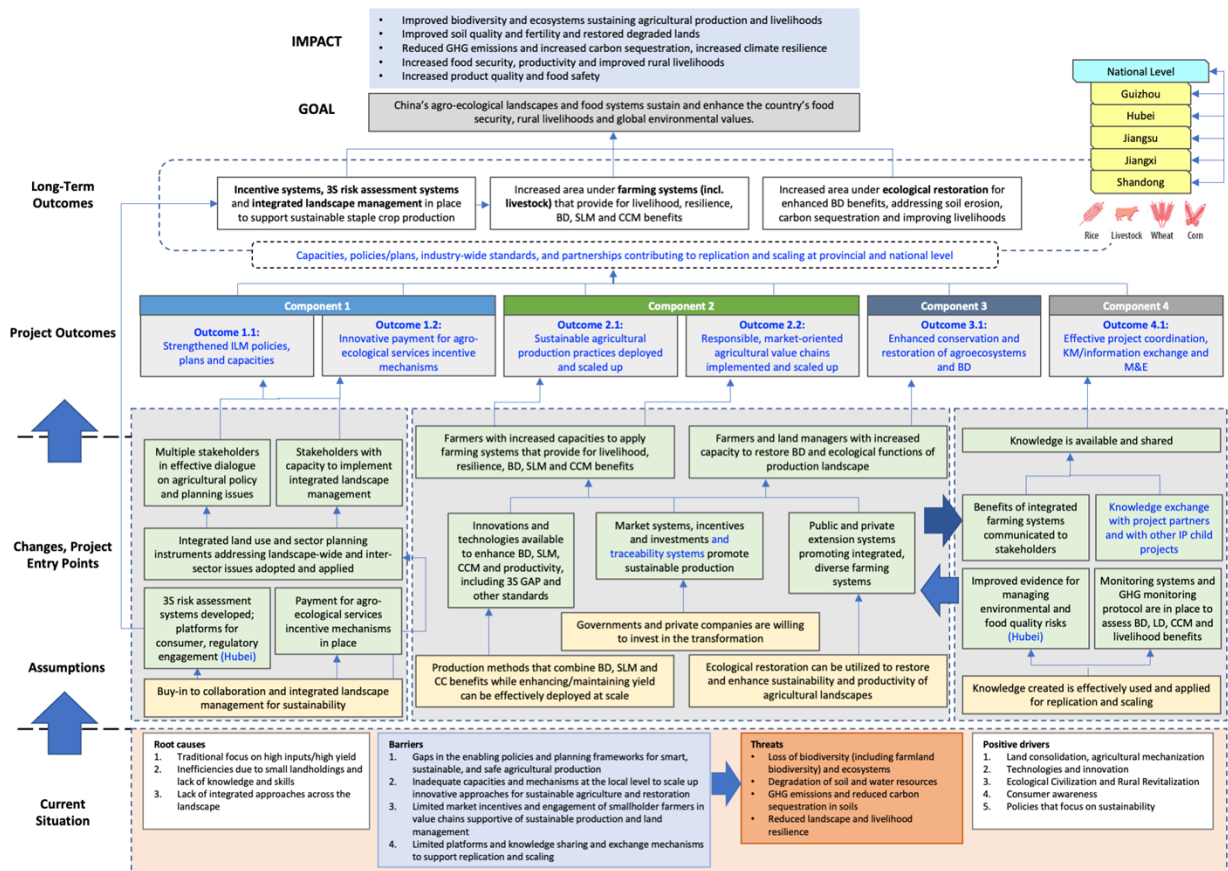 IMPACT
• Improved biodiversity and ecosystems sustaining agricultural production and livelihoods
• Improved soil quality and fertility and restored degraded lands
• Reduced GHG emissions and increased carbon sequestration, increased climate resilience
• Increased food security, productivity and improved rural livelihoods
• Increased product quality and food safety
GOAL
China's agro-ecological landscapes and food systems sustain and enhance the country's food
security, rural livelihoods and global environmental values.
National Level
Guizhou
Hubei
Jiangsu
Jiangxi
Shandong
Rice
Livestock
Wheat
Corn
Long-Term
Outcomes
Incentive systems, 3S risk assessment systems
and integrated landscape management in place
to support sustainable staple crop production
Increased area under farming systems (incl.
livestock) that provide for livelihood, resilience,
BD, SLM and CCM benefits
Increased area under ecological restoration for
enhanced BD benefits, addressing soil erosion,
carbon sequestration and improving livelihoods
Capacities, policies/plans, industry-wide standards, and partnerships contributing to replication and scaling at provincial and national level
Project Outcomes
Component 1
Component 2
Component 3
Component 4
Outcome 1.1:
Strengthened ILM policies,
plans and capacities
Outcome 1.2:
Innovative payment for agro-
ecological services incentive
mechanisms
Outcome 2.1:
Sustainable agricultural
production practices deployed
and scaled up
Outcome 2.2:
Responsible, market-oriented
agricultural value chains
implemented and scaled up
Outcome 3.1:
Enhanced conservation and
restoration of agroecosystems
and BD
Outcome 4.1:
Effective project coordination,
KM/information exchange and
M&E
Changes, Project
Entry Points
Multiple stakeholders
in effective dialogue
on agricultural policy
and planning issues
Stakeholders with
capacity to implement
integrated landscape
management
Integrated land use and sector planning
instruments addressing landscape-wide and inter-
sector issues adopted and applied
3S risk assessment
systems developed;
platforms for
consumer, regulatory
engagement (Hubei)
Payment for agro-
ecological services
incentive mechanisms
in place
Farmers with increased capacities to apply
farming systems that provide for livelihood,
resilience, BD, SLM and CCM benefits
Farmers and land managers with increased
capacity to restore BD and ecological functions of
production landscape
Innovations and
technologies available
to enhance BD, SLM,
CCM and productivity,
including 3S GAP and
other standards
Market systems, incentives
and investments and
traceability systems promote
sustainable production
Public and private
extension systems
promoting integrated,
diverse farming
systems
Knowledge is available and shared
Benefits of integrated
farming systems
communicated to
stakeholders
Knowledge exchange
with project partners
and with other IP child
projects
Improved evidence for
managing
environmental and
food quality risks
(Hubei)
Monitoring systems and
GHG monitoring
protocol are in place to
assess BD, LD, CCM and
livelihood benefits
Assumptions
Buy-in to collaboration and integrated landscape
management for sustainability
Governments and private companies are willing
to invest in the transformation
Production methods that combine BD, SLM and
CC benefits while enhancing/maintaining yield
can be effectively deployed at scale
Ecological restoration can be utilized to restore
and enhance sustainability and productivity of
agricultural landscapes
Knowledge created is effectively used and applied
for replication and scaling
Current
Situation
Root causes
1. Traditional focus on high inputs/high yield
2. Inefficiencies due to small landholdings and
lack of knowledge and skills
3. Lack of integrated approaches across the
landscape
Barriers
1. Gaps in the enabling policies and planning frameworks for smart,
sustainable, and safe agricultural production
2. Inadequate capacities and mechanisms at the local level to scale up
innovative approaches for sustainable agriculture and restoration
3. Limited market incentives and engagement of smallholder farmers in
value chains supportive of sustainable production and land
management
4. Limited platforms and knowledge sharing and exchange mechanisms
to support replication and scaling
Threats
• Loss of biodiversity (including farmland
biodiversity) and ecosystems
• Degradation of soil and water resources
• GHG emissions and reduced carbon
sequestration in soils
• Reduced landscape and livelihood
resilience
Positive drivers
1. Land consolidation, agricultural mechanization
2. Technologies and innovation
3. Ecological Civilization and Rural Revitalization
4. Consumer awareness
5. Policies that focus on sustainability